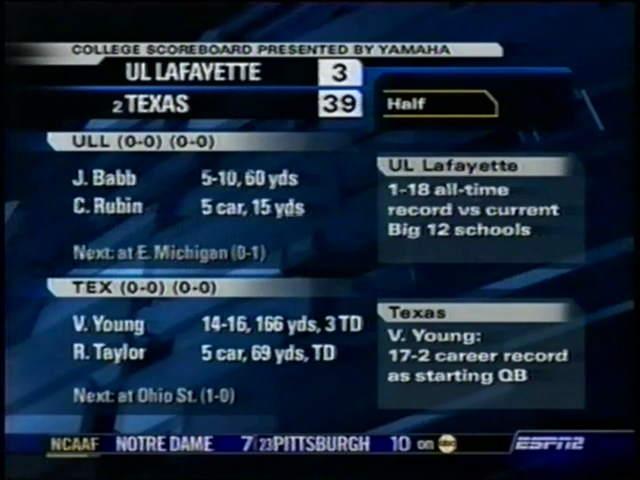 COLLEGE SCOREBOARD PRESENTED BY YAMAHA
UL LAFAYETTE 3
2 TEXAS 39
Half
ULL (0-0) (0-0)
J. Babb 5-10, 60 yds
C. Rubin 5 car, 15 yds
Next: at E. Michigan (0-1)
UL Lafayette
1-18 all-time
record vs current
Big 12 schools
TEX (0-0) (0-0)
V. Young 14-16, 166 yds, 3 TD
R. Taylor 5 car, 69 yds, TD
Next: at Ohio St. (1-0)
Texas
V. Young:
17-2 career record
as starting QB
NCAAF NOTRE DAME 7 23 PITTSBURGH 10 on abc ESPN2